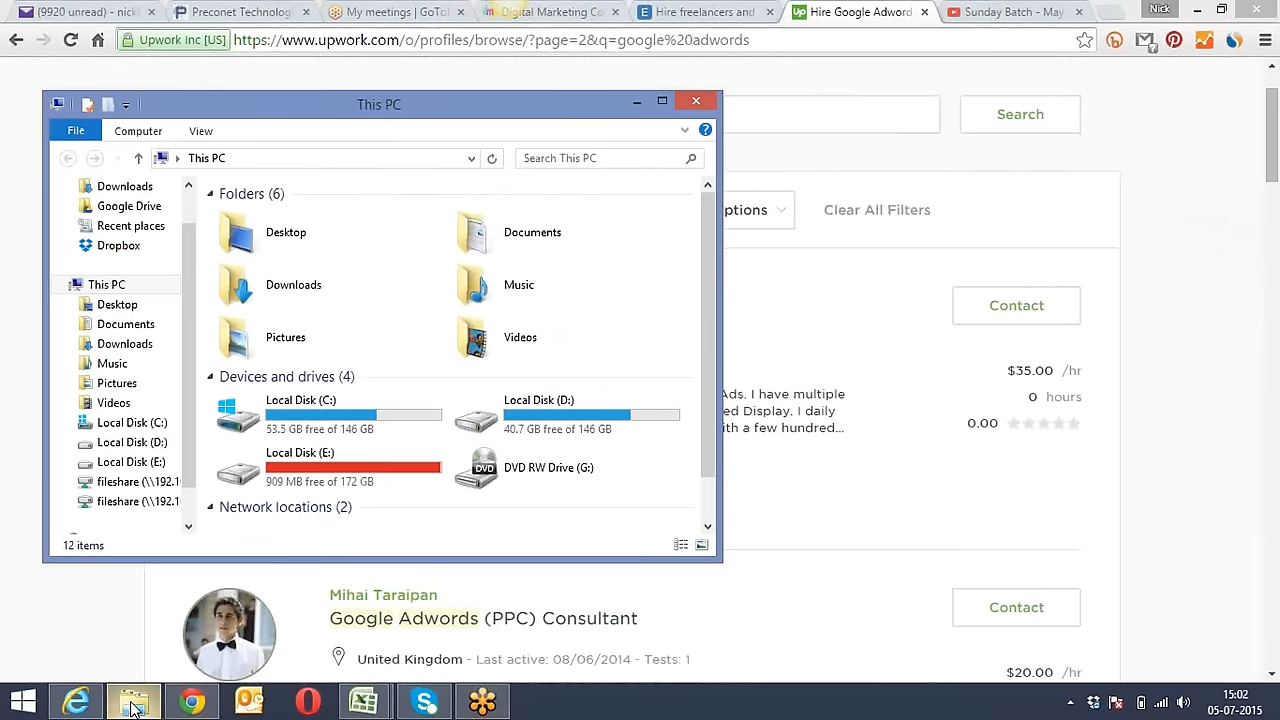 (9920 unread) - nickl
Preconet Technology
My meetings | GoTo
Digital Marketing Co
Hire freelancers and
Hire Google Adword
Sunday Batch - May
Nick
Upwork Inc [US]
https://www.upwork.com/o/profiles/browse/?page=2&q=google%20adwords
Search
ptions
Clear All Filters
Contact
$35.00 /hr
0 hours
0.00
Ads. I have multiple
ed Display. I daily
with a few hundred...
This PC
File
Computer
View
This PC
Search This PC
Downloads
Google Drive
Recent places
Dropbox
This PC
Desktop
Documents
Downloads
Music
Pictures
Videos
Local Disk (C:)
Local Disk (D:)
Local Disk (E:)
fileshare (\\192.1
fileshare (\\192.1
Folders (6)
Desktop
Documents
Downloads
Music
Pictures
Videos
Devices and drives (4)
Local Disk (C:)
53.5 GB free of 146 GB
Local Disk (D:)
40.7 GB free of 146 GB
Local Disk (E:)
909 MB free of 172 GB
DVD
DVD RW Drive (G:)
Network locations (2)
12 items
Mihai Taraipan
Google Adwords (PPC) Consultant
United Kingdom - Last active: 08/06/2014 - Tests: 1
Contact
$20.00 /hr
15:02
05-07-2015